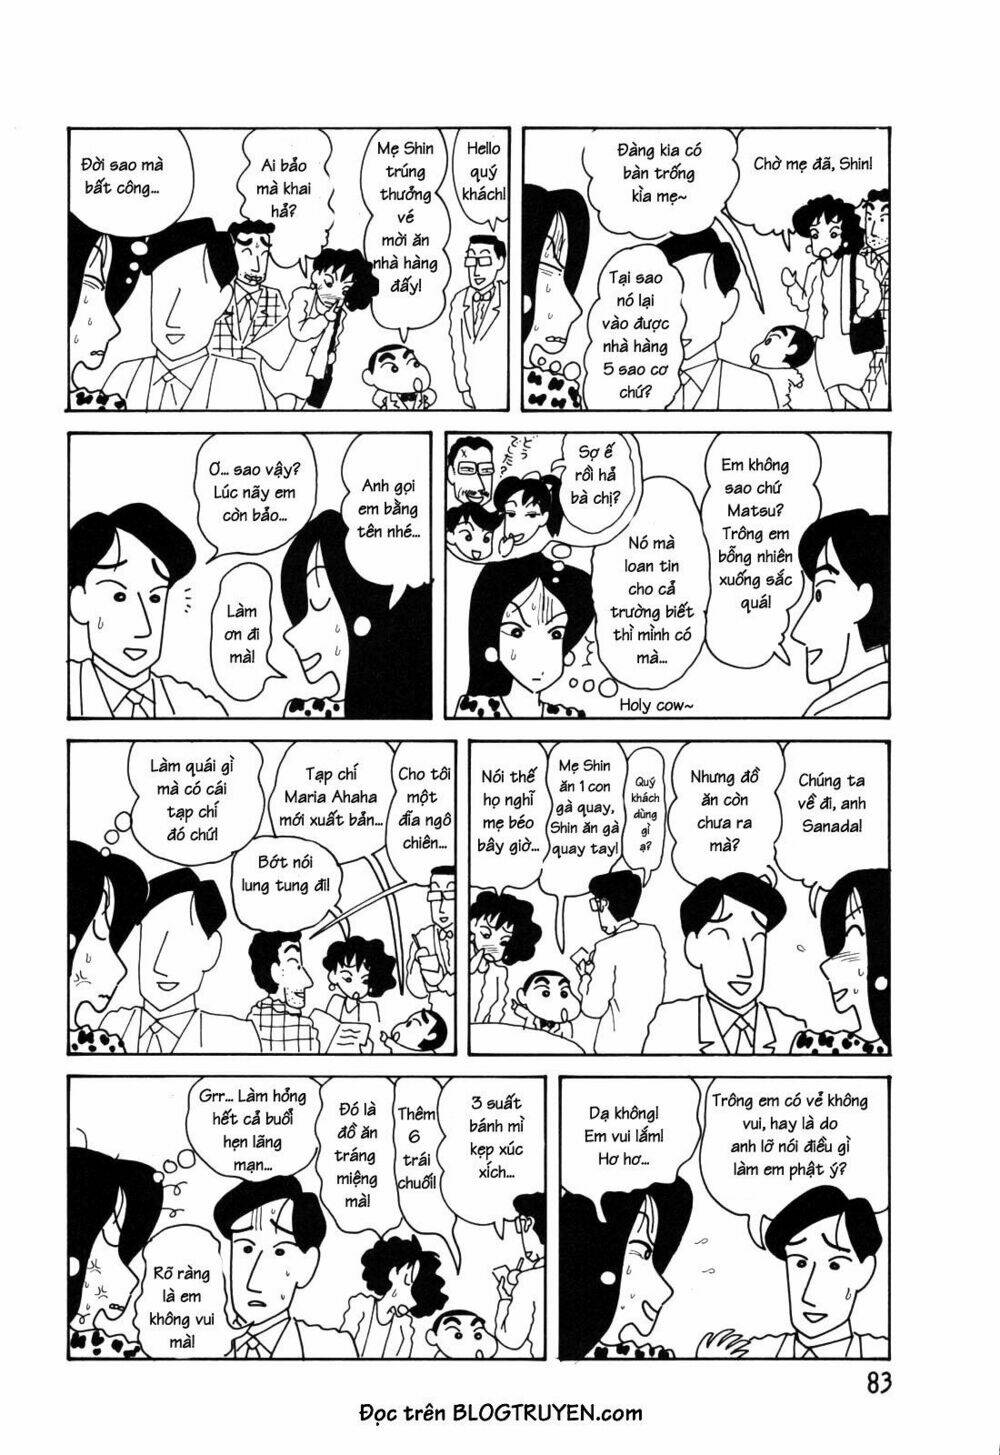 Chờ mẹ đã, Shin!
Đàng kia có
bàn trống
kìa mẹ~
Tại sao
nó lại
vào được
nhà hàng
5 sao cơ
chứ?
Hello
quý
khách!
Mẹ Shin
trúng
thưởng
vé
mời ăn
nhà hàng
đấy!
Ai bảo
mà khai
hả?
Đời sao mà
bất công...
Em không
sao chứ
Matsu?
Trông em
bỗng nhiên
xuống sắc
quá!
Sợ ế
rồi hả
bà chị?
Nó mà
loan tin
cho cả
trường biết
thì mình có
mà...
Holy cow~
Anh gọi
em bằng
tên nhé...
Ơ... sao vậy?
Lúc nãy em
còn bảo...
Làm
ơn đi
mà!
Chúng ta
về đi, anh
Sanada!
Nhưng đồ
ăn còn
chưa ra
mà?
Quý
khách
dùng
gì
ạ?
Mẹ Shin
ăn 1 con
gà quay,
Shin ăn gà
quay tay!
Nói thế
họ nghĩ
mẹ béo
bây giờ...
Cho tôi
một
đĩa ngô
chiên...
Tạp chí
Maria Ahaha
mới xuất bản...
Bớt nói
lung tung đi!
Làm quái gì
mà có cái
tạp chí
đó chứ!
Trông em có vẻ không
vui, hay là do
anh lỡ nói điều gì
làm em phật ý?
Dạ không!
Em vui lắm!
Hơ hơ...
3 suất
bánh mì
kẹp xúc
xích...
Thêm
6
trái
chuối!
Đó là
đồ ăn
tráng
miệng
mà!
Grr... Làm hỏng
hết cả buổi
hẹn lãng
mạn...
Rõ ràng
là em
không vui
mà!
83
Đọc trên BLOGTRUYEN.com